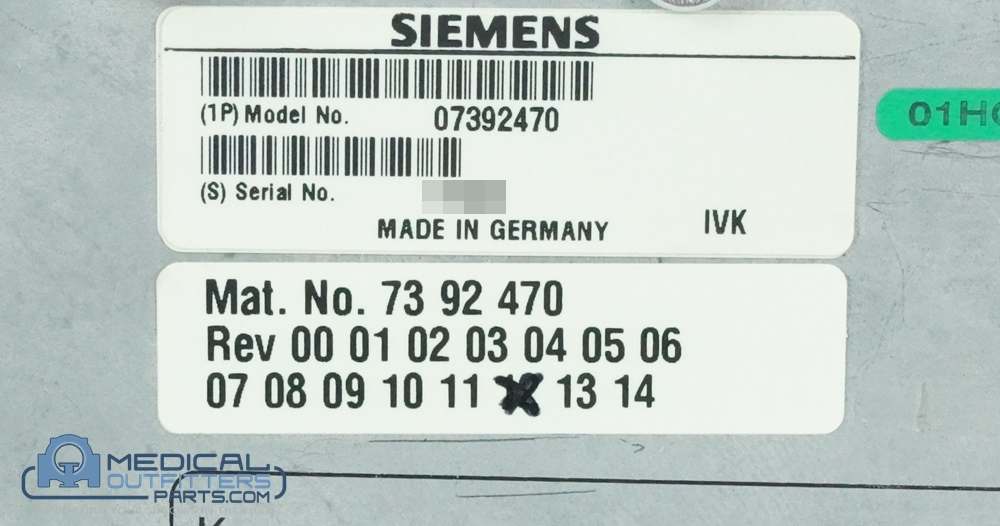 SIEMENS
(1P) Model No. 07392470
01H
(S) Serial No.
MADE IN GERMANY IVK
Mat. No. 73 92 470
Rev 00 01 02 03 04 05 06
07 08 09 10 11 13 14
MEDICAL
OUTFITTERS
PARTS.COM